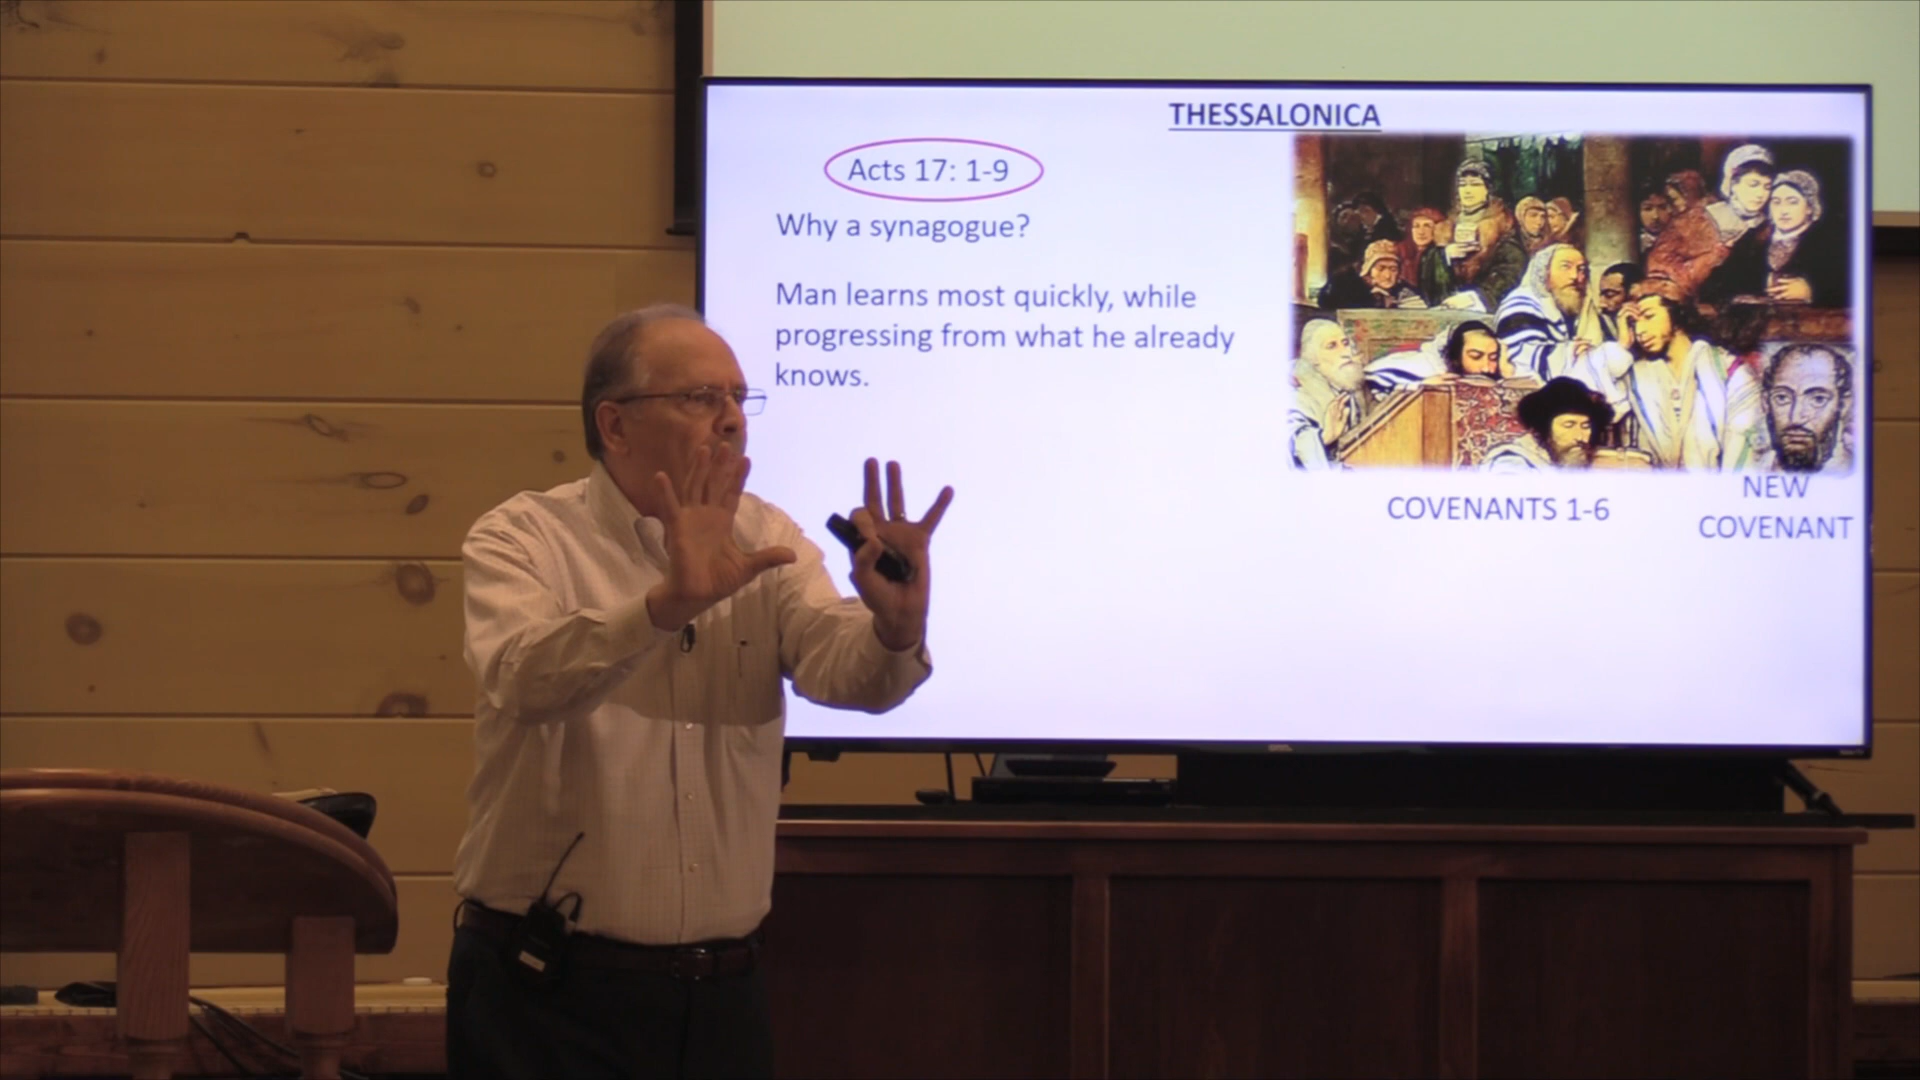 THESSALONICA
Acts 17: 1-9
Why a synagogue?
Man learns most quickly, while
progressing from what he already
knows.
COVENANTS 1-6
NEW
COVENANT